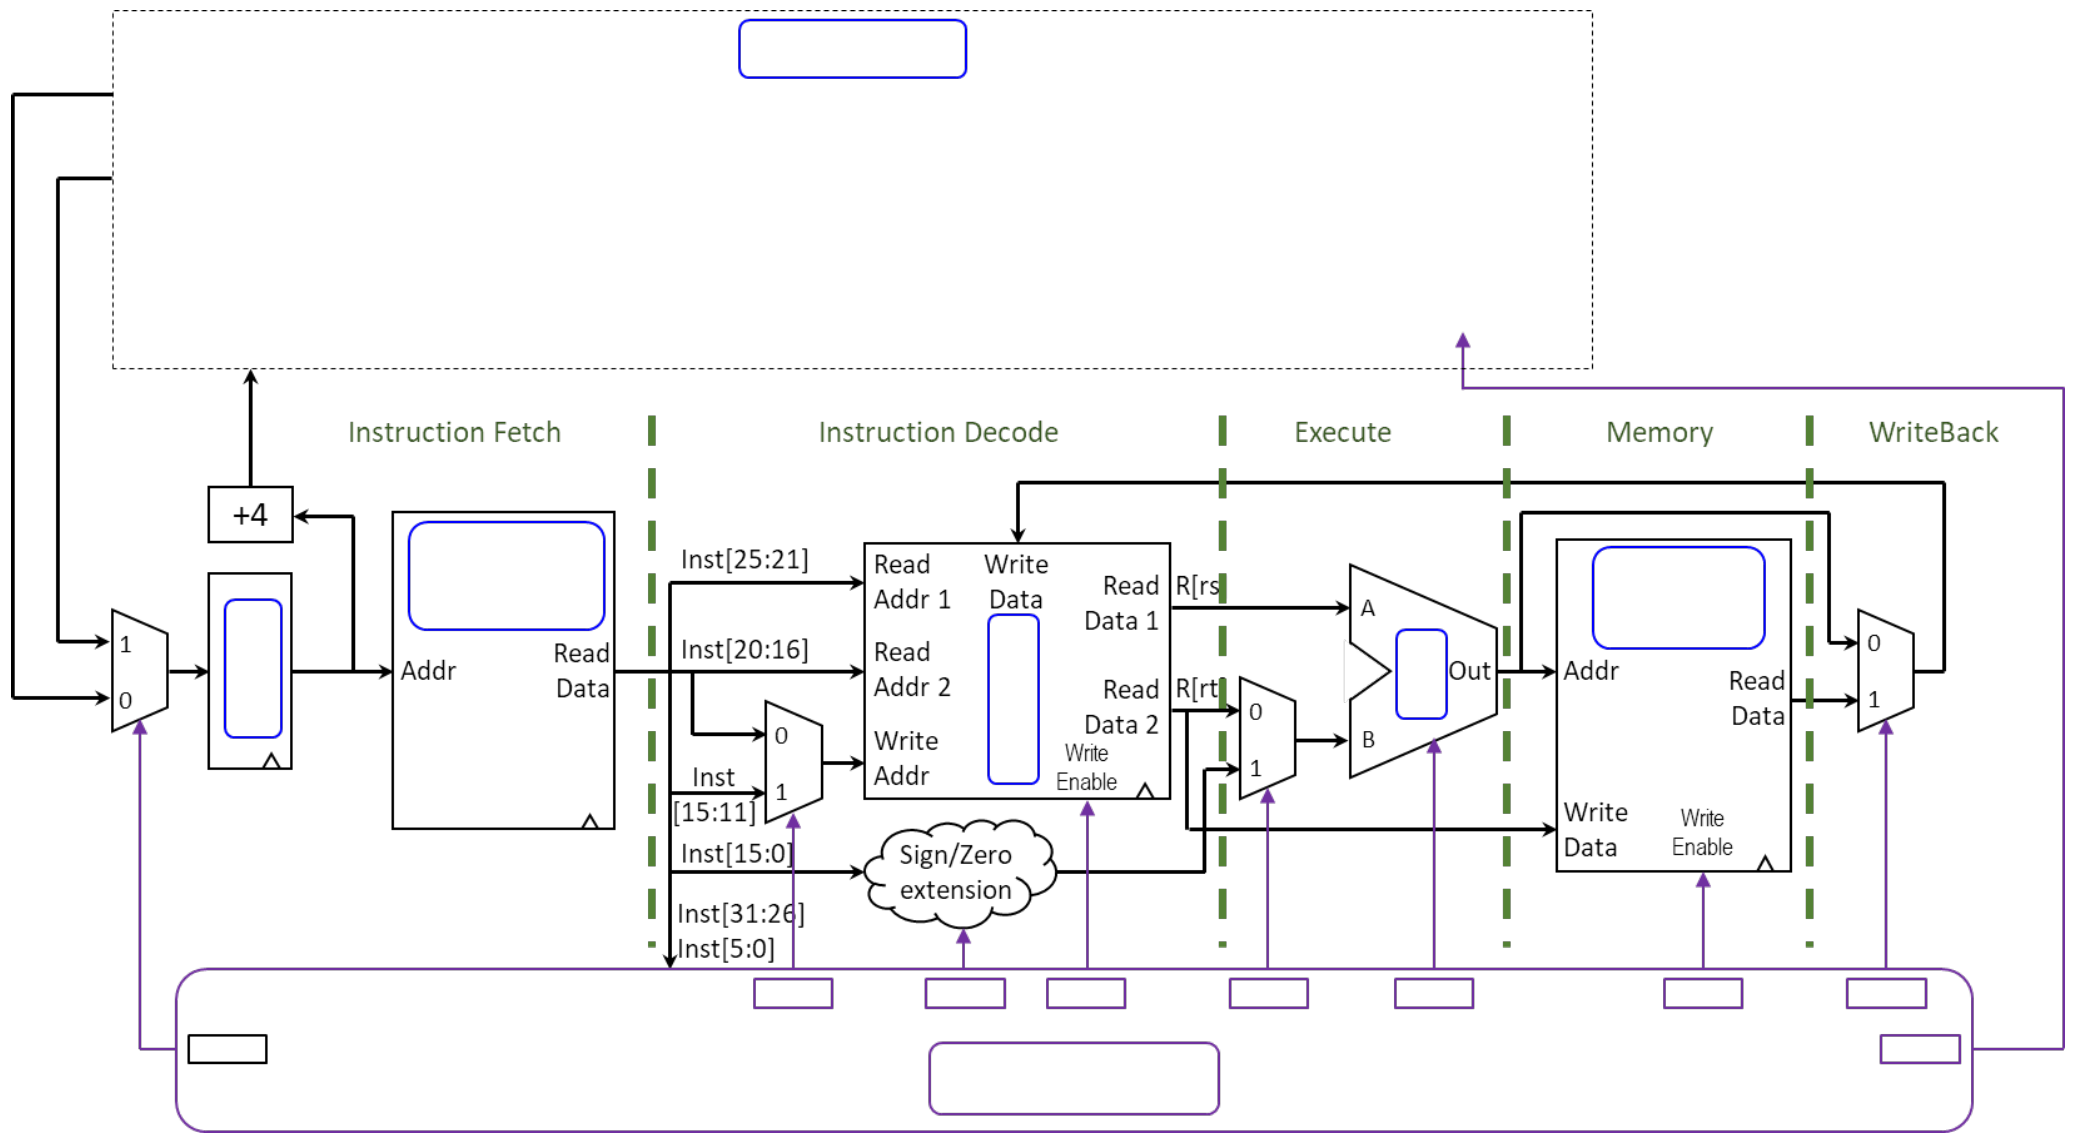 Instruction Fetch
Instruction Decode
Execute
Memory
WriteBack
+4
1
0
Addr
Read
Data
Inst[25:21]
Inst[20:16]
Inst
[15:11]
Inst[15:0]
Inst[31:26]
Inst[5:0]
0
1
Read
Addr 1
Read
Addr 2
Write
Addr
Write
Data
Read
Data 1
Read
Data 2
Write
Enable
Sign/Zero
extension
R[rs
R[rt]
0
1
A
B
Out
Addr
Read
Data
Write
Data
Write
Enable
0
1